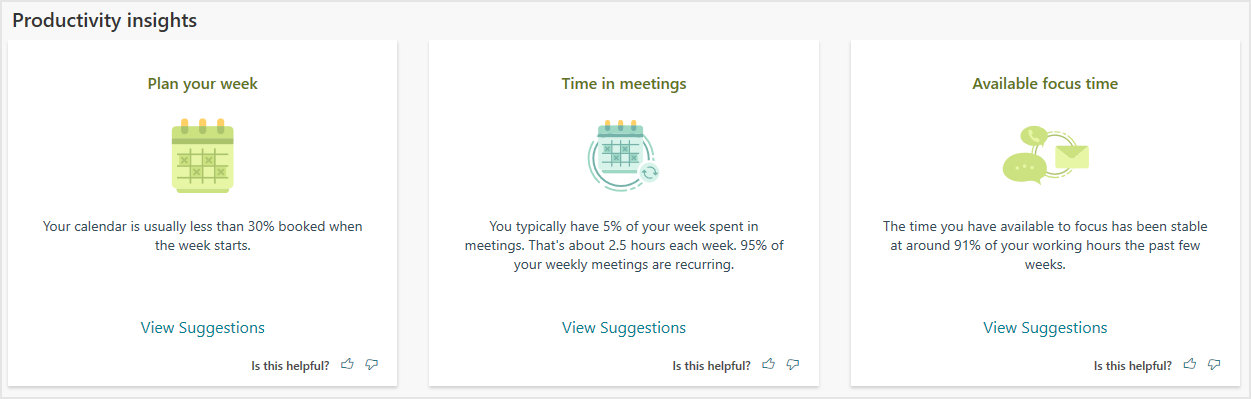 Productivity insights
Plan your week
Your calendar is usually less than 30% booked when
the week starts.
View Suggestions
Is this helpful?
Time in meetings
You typically have 5% of your week spent in
meetings. That's about 2.5 hours each week. 95% of
your weekly meetings are recurring.
View Suggestions
Is this helpful?
Available focus time
The time you have available to focus has been stable
at around 91% of your working hours the past few
weeks.
View Suggestions
Is this helpful?